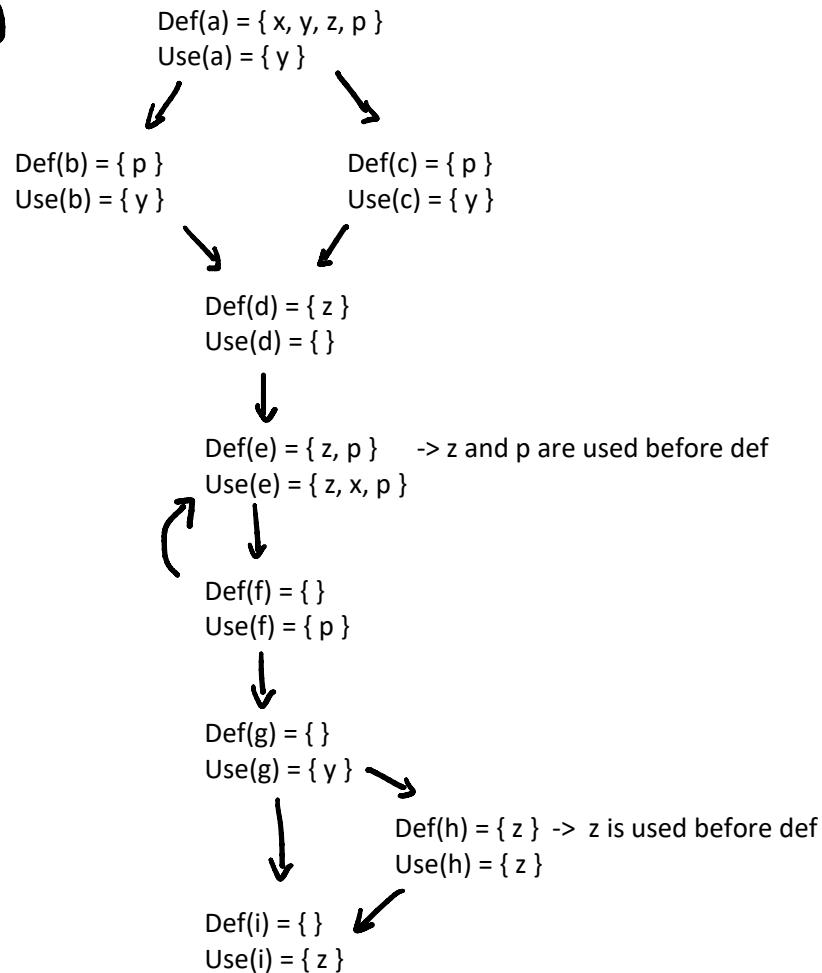 Def(a) = { x, y, z, p }
Use(a) = { y }
Def(b) = { p }
Use(b) = { y }
Def(c) = { p }
Use(c) = { y }
Def(d) = { z }
Use(d) = { }
Def(e) = { z, p } -> z and p are used before def
Use(e) = { z, x, p }
Def(f) = { }
Use(f) = { p }
Def(g) = { }
Use(g) = { y }
Def(h) = { z } -> z is used before def
Use(h) = { z }
Def(i) = { }
Use(i) = { z }